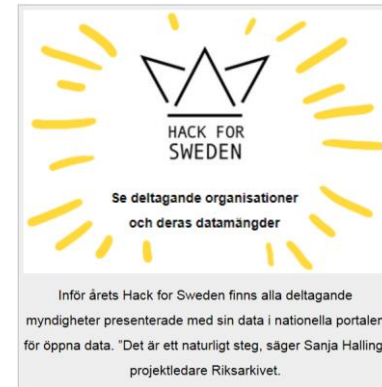 HACK FOR
SWEDEN
Se deltagande organisationer
och deras datamängder
Inför årets Hack for Sweden finns alla deltagande
myndigheter presenterade med sin data i nationella portalen
för öppna data. "Det är ett naturligt steg, säger Sanja Halling,
projektledare Riksarkivet.